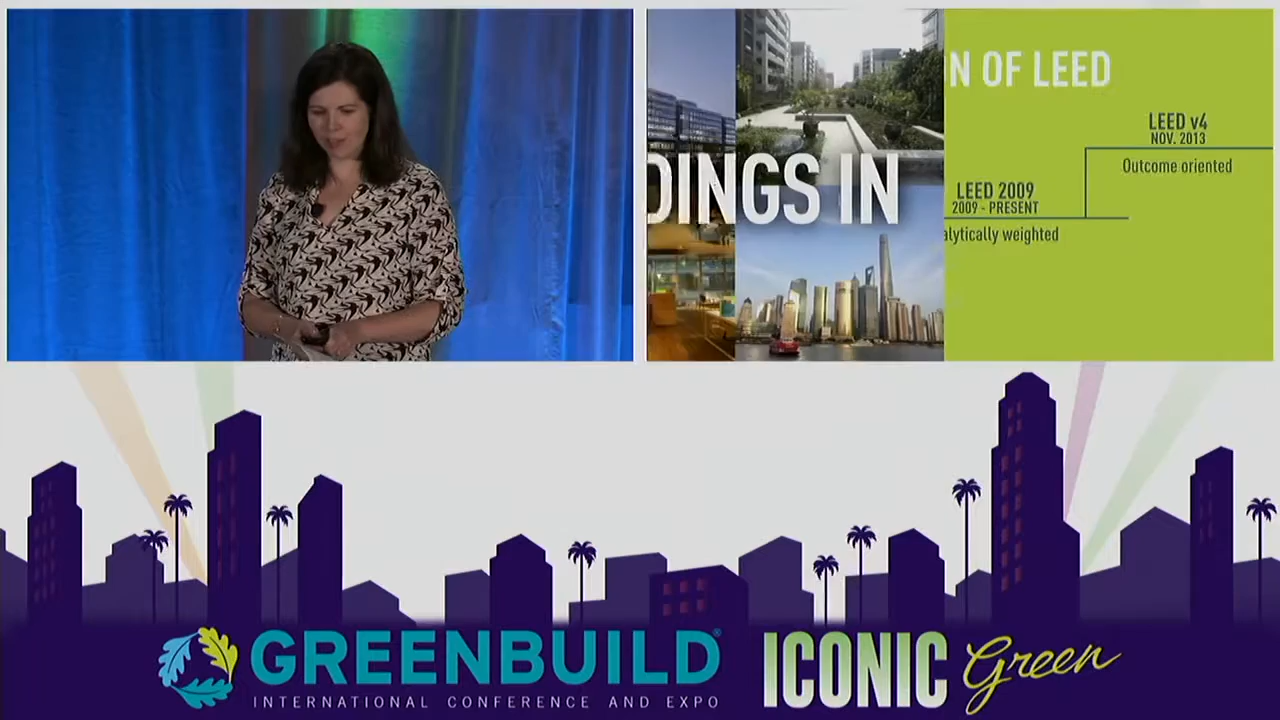 DINGS IN
N OF LEED
LEED v4
NOV. 2013
Outcome oriented
LEED 2009
2009 - PRESENT
alytically weighted
GREENBUILD®
INTERNATIONAL CONFERENCE AND EXPO
ICONIC Green